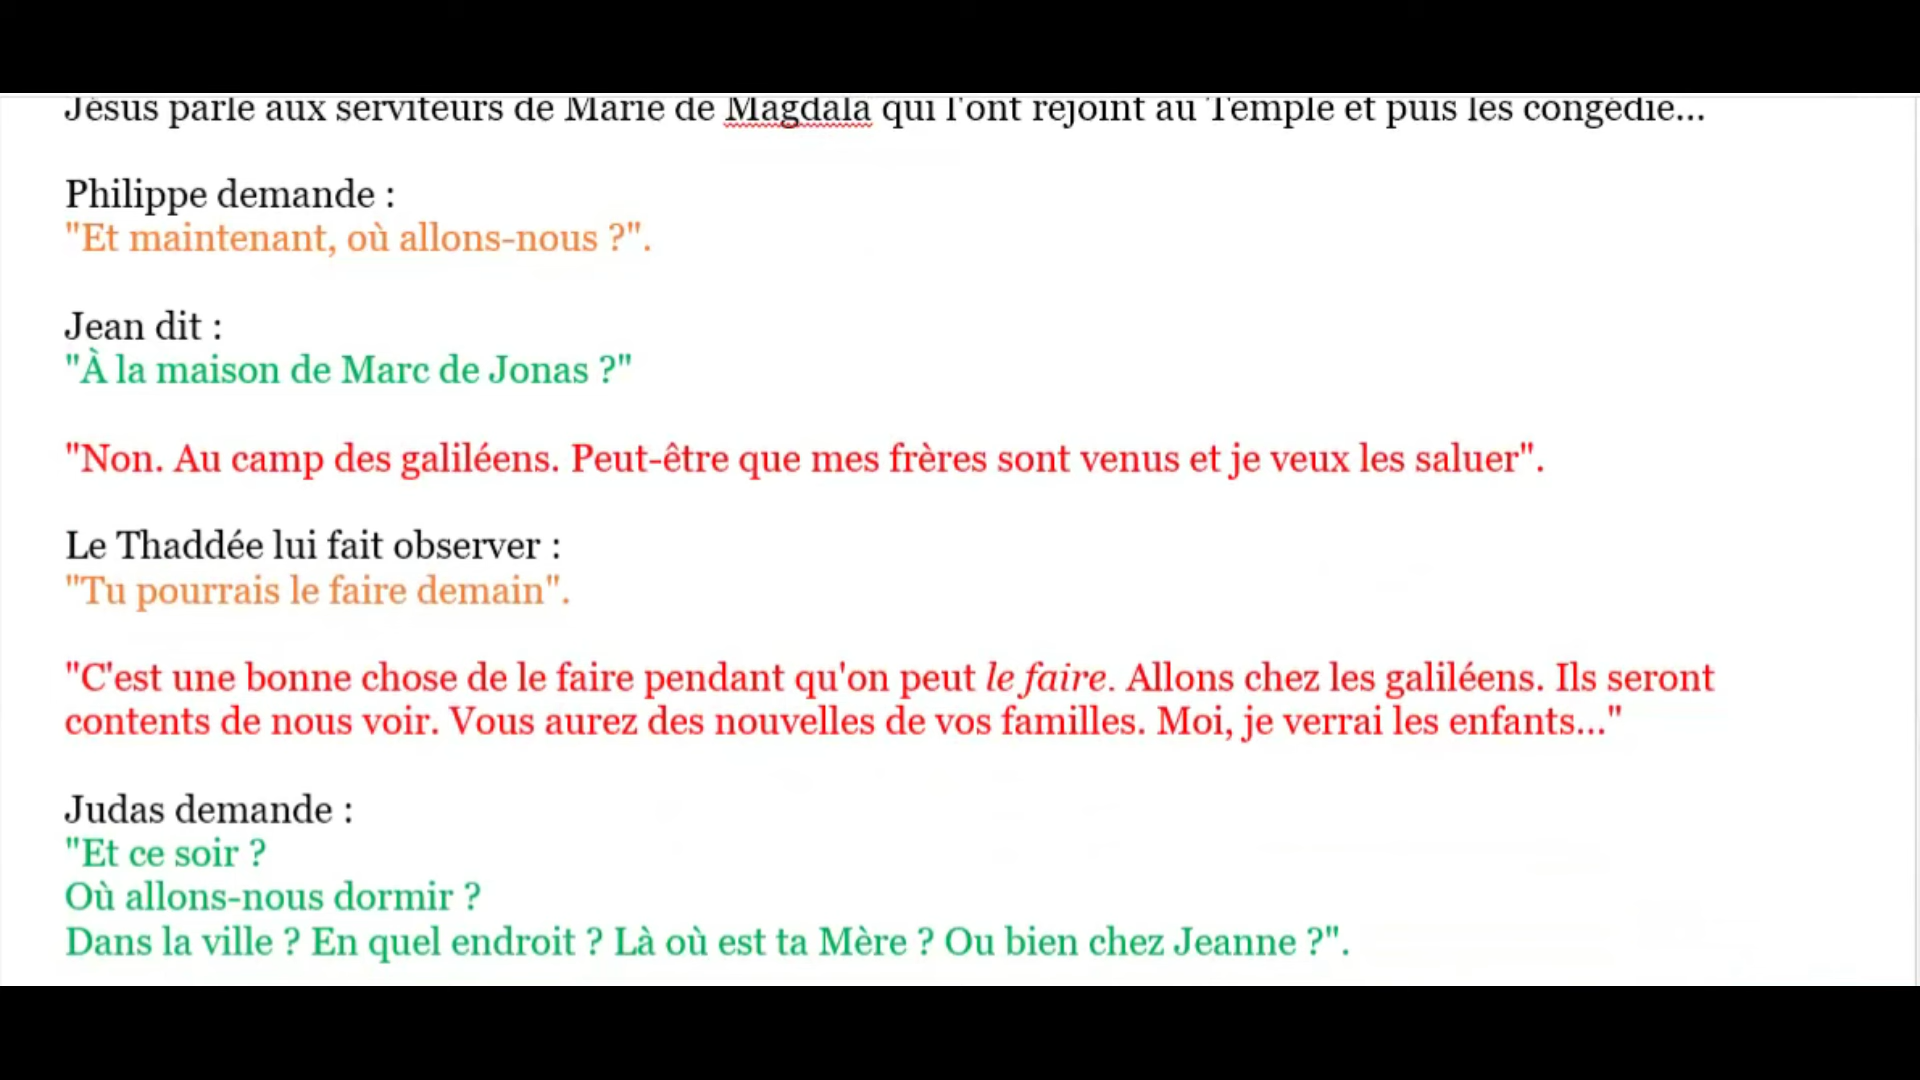 Jésus parle aux serviteurs de Marie de Magdala qui l'ont rejoint au Temple et puis les congédie...
Philippe demande :
"Et maintenant, où allons-nous ?".
Jean dit :
"À la maison de Marc de Jonas ?"
"Non. Au camp des galiléens. Peut-être que mes frères sont venus et je veux les saluer".
Le Thaddée lui fait observer :
"Tu pourrais le faire demain".
"C'est une bonne chose de le faire pendant qu'on peut le faire. Allons chez les galiléens. Ils seront
contents de nous voir. Vous aurez des nouvelles de vos familles. Moi, je verrai les enfants..."
Judas demande :
"Et ce soir ?
Où allons-nous dormir ?
Dans la ville ? En quel endroit ? Là où est ta Mère ? Ou bien chez Jeanne ?".